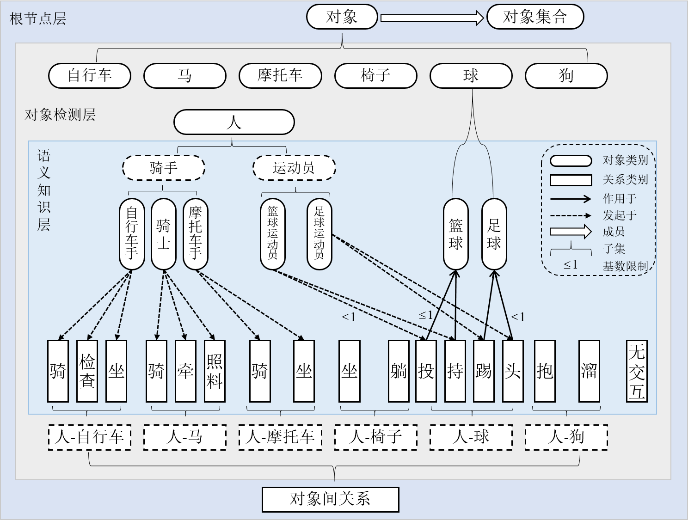 根节点层
对象
对象集合
自行车
马
摩托车
椅子
球
狗
对象检测层
人
语义知识层
骑手
运动员
自行车手
骑士
摩托车手
篮球运动员
足球运动员
篮球
足球
对象类别
关系类别
作用于
发起于
成员
子集
≤1
基数限制
<1
≤1
<1
骑
检查
坐
骑
牵
照料
骑
坐
坐
躺
投
持
踢
头
抱
溜
无交互
人-自行车
人-马
人-摩托车
人-椅子
人-球
人-狗
对象间关系